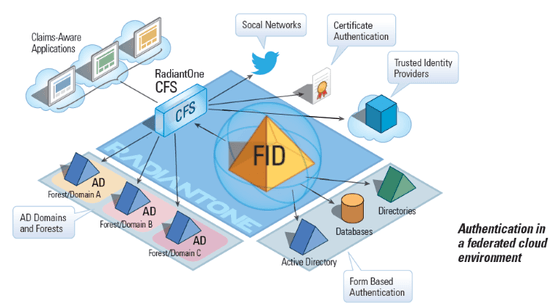 Claims-Aware
Applications
RadiantOne
CFS
CFS
Socal Networks
Certificate
Authentication
Trusted Identity
Providers
FID
RADIANTONE
AD
Forest/Domain A
AD
Forest/Domain B
AD
Forest/Domain C
AD Domains
and Forests
Directories
Databases
Active Directory
Form Based
Authentication
Authentication in
a federated cloud
environment